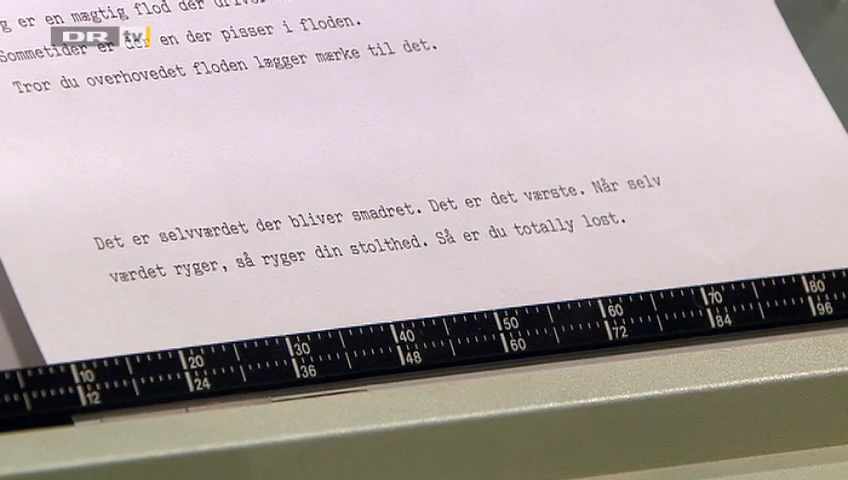 g er en mægtig flod der driver
Sommetider er der en der pisser i floden.
Tror du overhovedet floden lægger mærke til det.
Det er selvværdet der bliver smadret. Det er det værste. Når selv
værdet ryger, så ryger din stolthed. Så er du totally lost.
DR tv
10 20 30 40 50 60 70 80
12 24 36 48 60 72 84 96